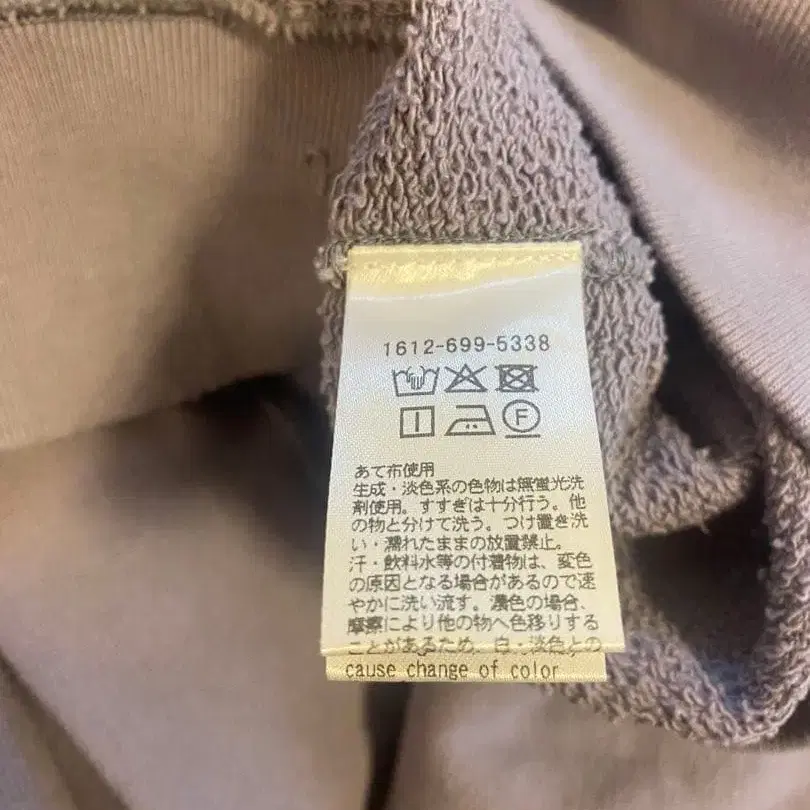 1612-699-5338
F
あて布使用
生成・淡色系の色物は無蛍光洗
剤使用。すすぎは十分行う。他
の物と分けて洗う。つけ置き洗
い・濡れたままの放置禁止。
汗・飲料水等の付着物は、変色
の原因となる場合があるので速
やかに洗い流す。濃色の場合、
摩擦により他の物へ色移りする
ことがあるため、白・淡色との
cause change of color